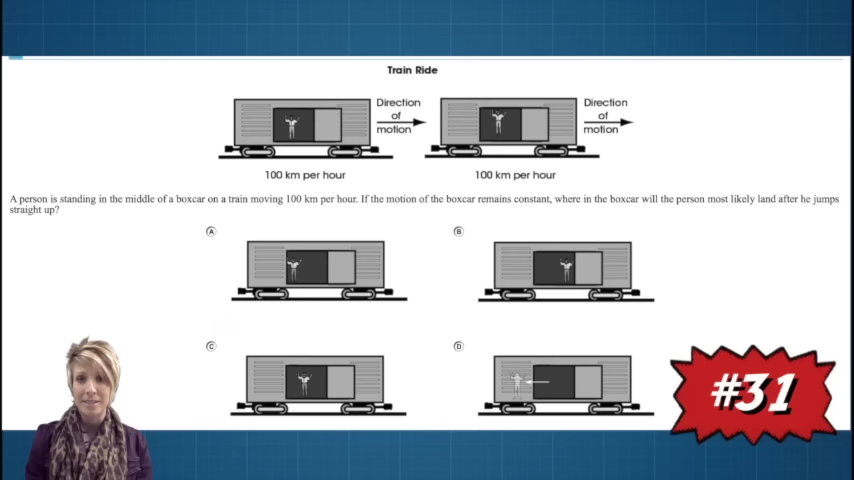 Train Ride
Direction
of
motion
Direction
of
motion
100 km per hour
100 km per hour
A person is standing in the middle of a boxcar on a train moving 100 km per hour. If the motion of the boxcar remains constant, where in the boxcar will the person most likely land after he jumps
straight up?
A
B
C
D
#31